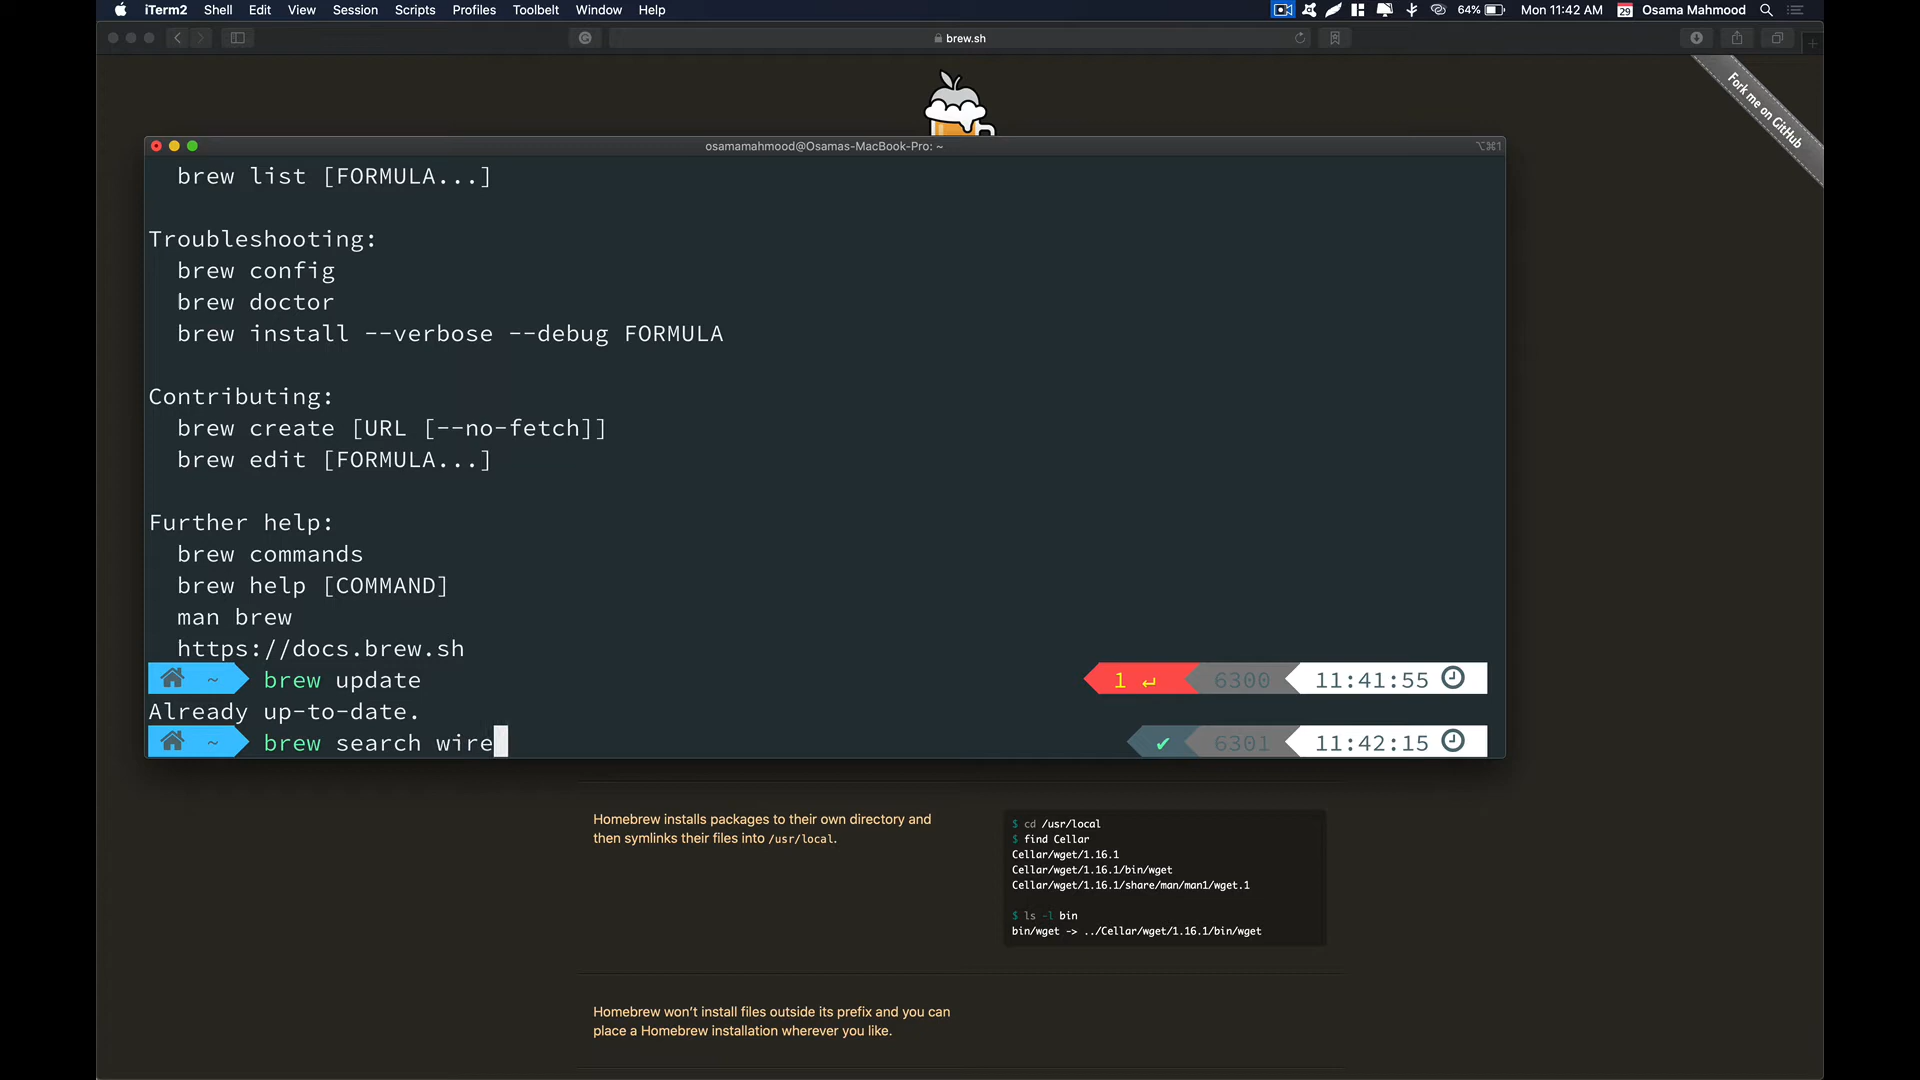 iTerm2 Shell Edit View Session Scripts Profiles Toolbelt Window Help 64% Mon 11:42 AM 29 Osama Mahmood
brew.sh
Fork me on GitHub
osamamahmood@Osamas-MacBook-Pro: ~ ⌥⌘1
brew list [FORMULA...]
Troubleshooting:
brew config
brew doctor
brew install --verbose --debug FORMULA
Contributing:
brew create [URL [--no-fetch]]
brew edit [FORMULA...]
Further help:
brew commands
brew help [COMMAND]
man brew
https://docs.brew.sh
~ brew update 1 ↵ 6300 11:41:55
Already up-to-date.
~ brew search wire ✔ 6301 11:42:15
Homebrew installs packages to their own directory and
then symlinks their files into /usr/local.
$ cd /usr/local
$ find Cellar
Cellar/wget/1.16.1
Cellar/wget/1.16.1/bin/wget
Cellar/wget/1.16.1/share/man/man1/wget.1
$ ls -l bin
bin/wget -> ../Cellar/wget/1.16.1/bin/wget
Homebrew won’t install files outside its prefix and you can
place a Homebrew installation wherever you like.